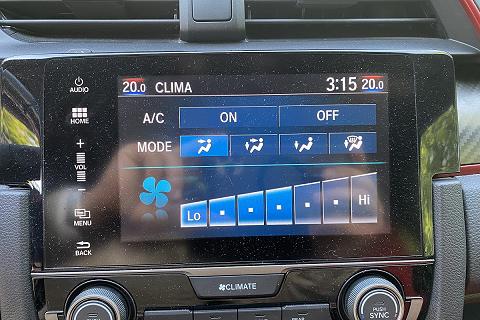 20.0 CLIMA 3:15 20.0
AUDIO
A/C ON OFF
HOME
MODE
+
VOL
−
Lo Hi
MENU
BACK
CLIMATE
PUSH
SYNC